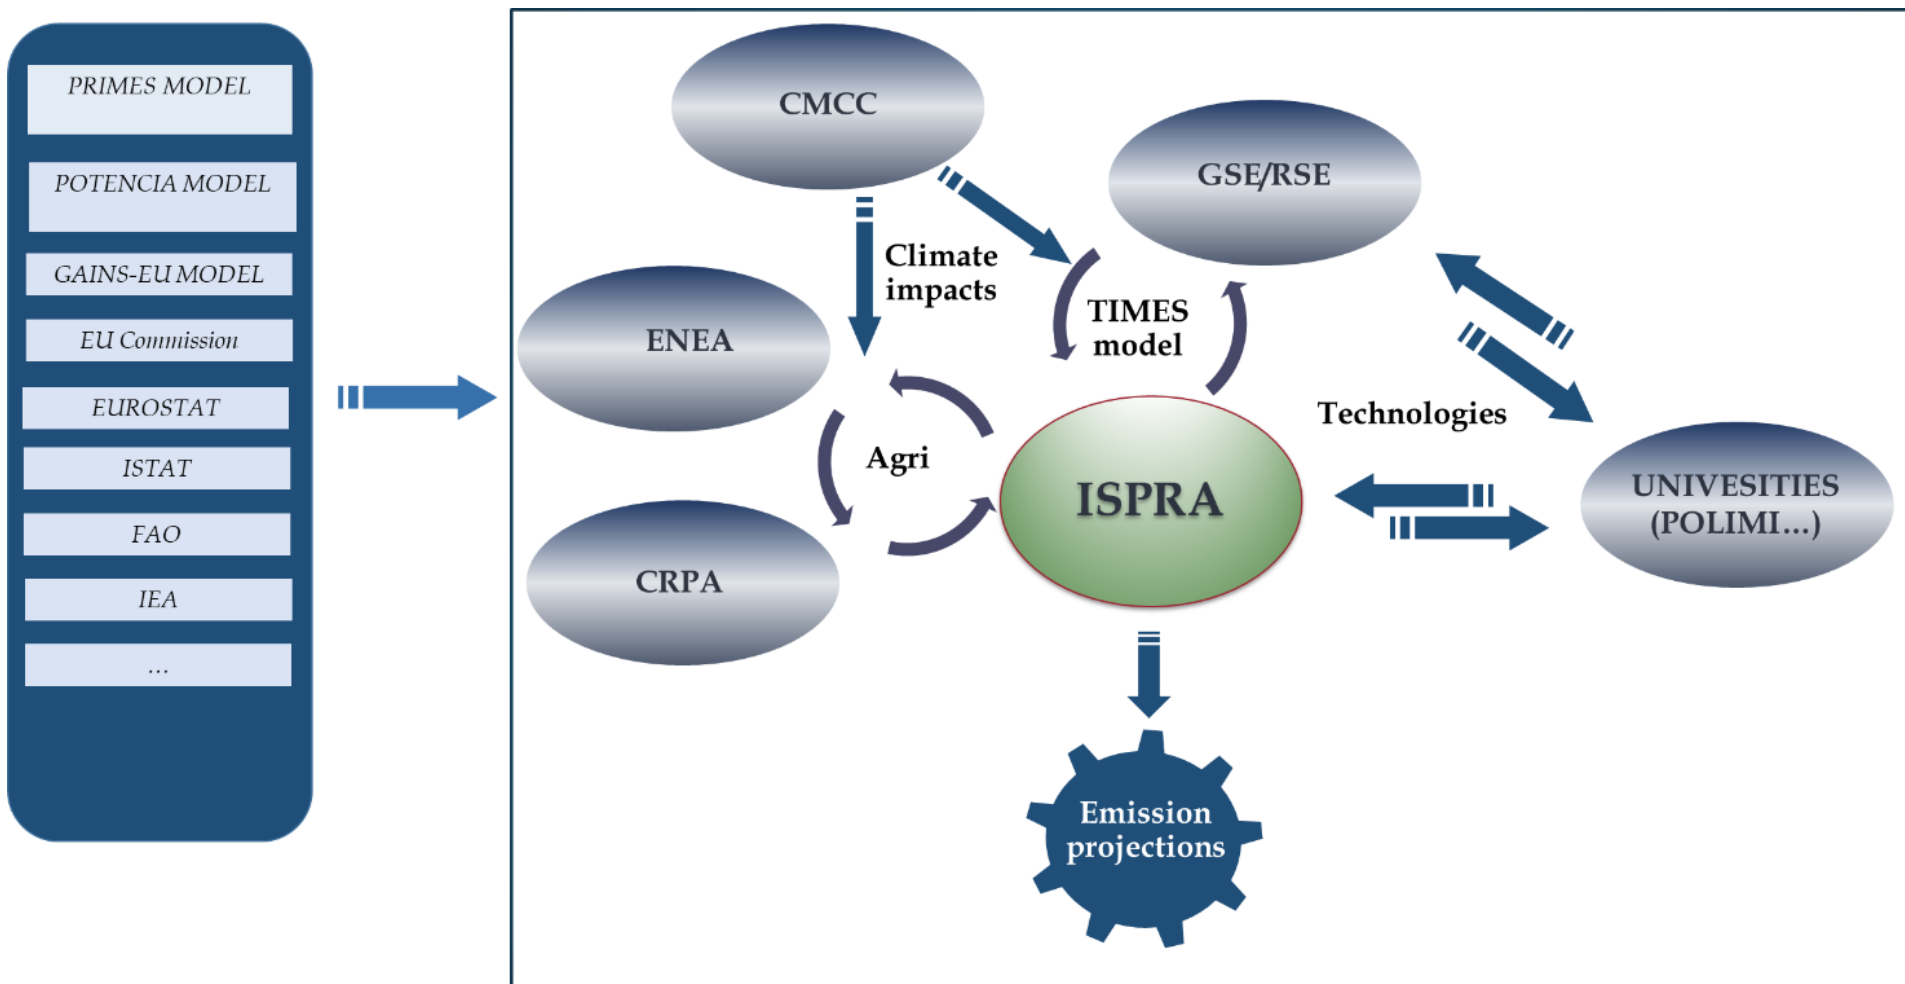 PRIMES MODEL
POTENCIA MODEL
GAINS-EU MODEL
EU Commission
EUROSTAT
ISTAT
FAO
IEA
...
CMCC
GSE/RSE
Climate
impacts
TIMES
model
ENEA
Technologies
Agri
ISPRA
UNIVESITIES
(POLIMI...)
CRPA
Emission
projections